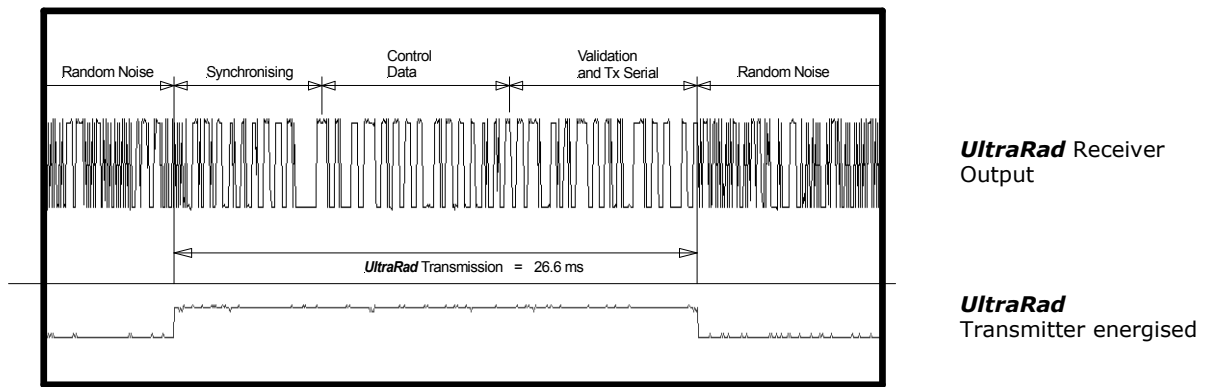 Random Noise
Synchronising
Control
Data
Validation
and Tx Serial
Random Noise
UltraRad Receiver
Output
UltraRad Transmission = 26.6 ms
UltraRad
Transmitter energised